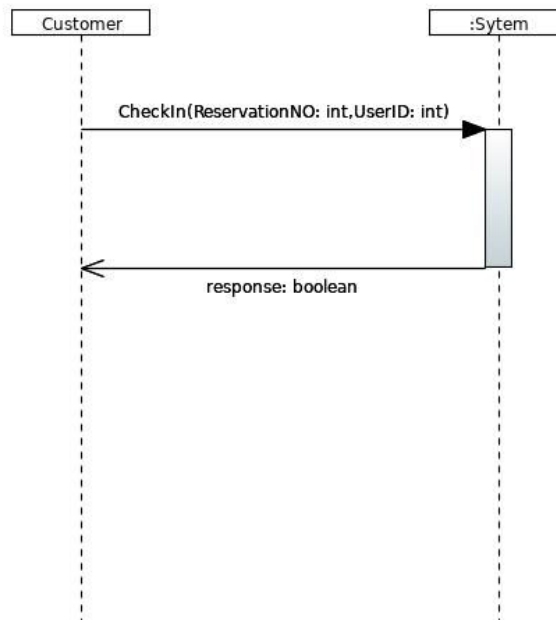 Customer
:Sytem
CheckIn(ReservationNO: int,UserID: int)
response: boolean